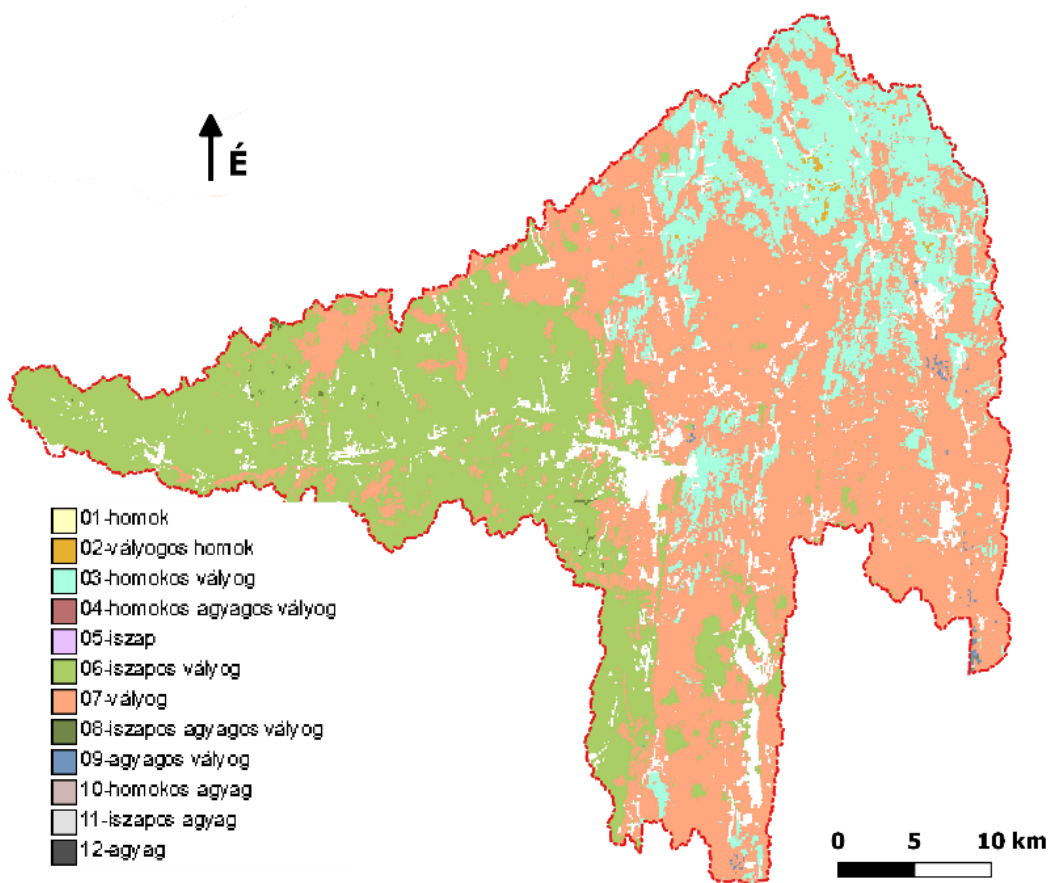 É
01-homok
02-vályogos homok
03-homokos vályog
04-homokos agyagos vályog
05-iszap
06-iszapos vályog
07-vályog
08-iszapos agyagos vályog
09-agyagos vályog
10-homokos agyag
11-iszapos agyag
12-agyag
0 5 10 km